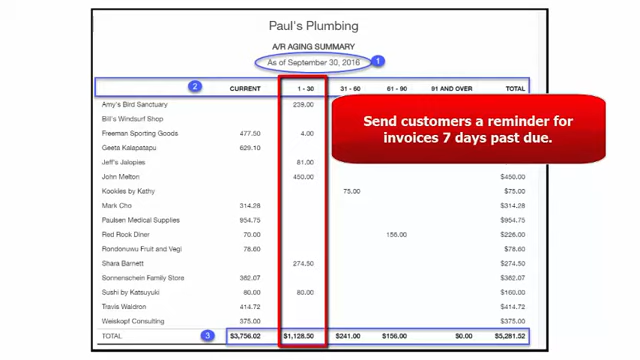 Paul's Plumbing
A/R AGING SUMMARY
As of September 30, 2016 1
2 CURRENT 1 - 30 31 - 60 61 - 90 91 AND OVER TOTAL
Amy's Bird Sanctuary 239.00
Bill's Windsurf Shop
Freeman Sporting Goods 477.50 4.00
Geeta Kalapatapu 629.10
Jeff's Jalopies 81.00
John Melton 450.00 $450.00
Kookies by Kathy 75.00 $75.00
Mark Cho 314.28 $314.28
Paulsen Medical Supplies 954.75 $954.75
Red Rock Diner 70.00 156.00 $226.00
Rondonuwu Fruit and Vegi 78.60 $78.60
Shara Barnett 274.50 $274.50
Sonnenschein Family Store 362.07 $362.07
Sushi by Katsuyuki 80.00 80.00 $160.00
Travis Waldron 414.72 $414.72
Weiskopf Consulting 375.00 $375.00
TOTAL 3 $3,756.02 $1,128.50 $241.00 $156.00 $0.00 $5,281.52
Send customers a reminder for
invoices 7 days past due.